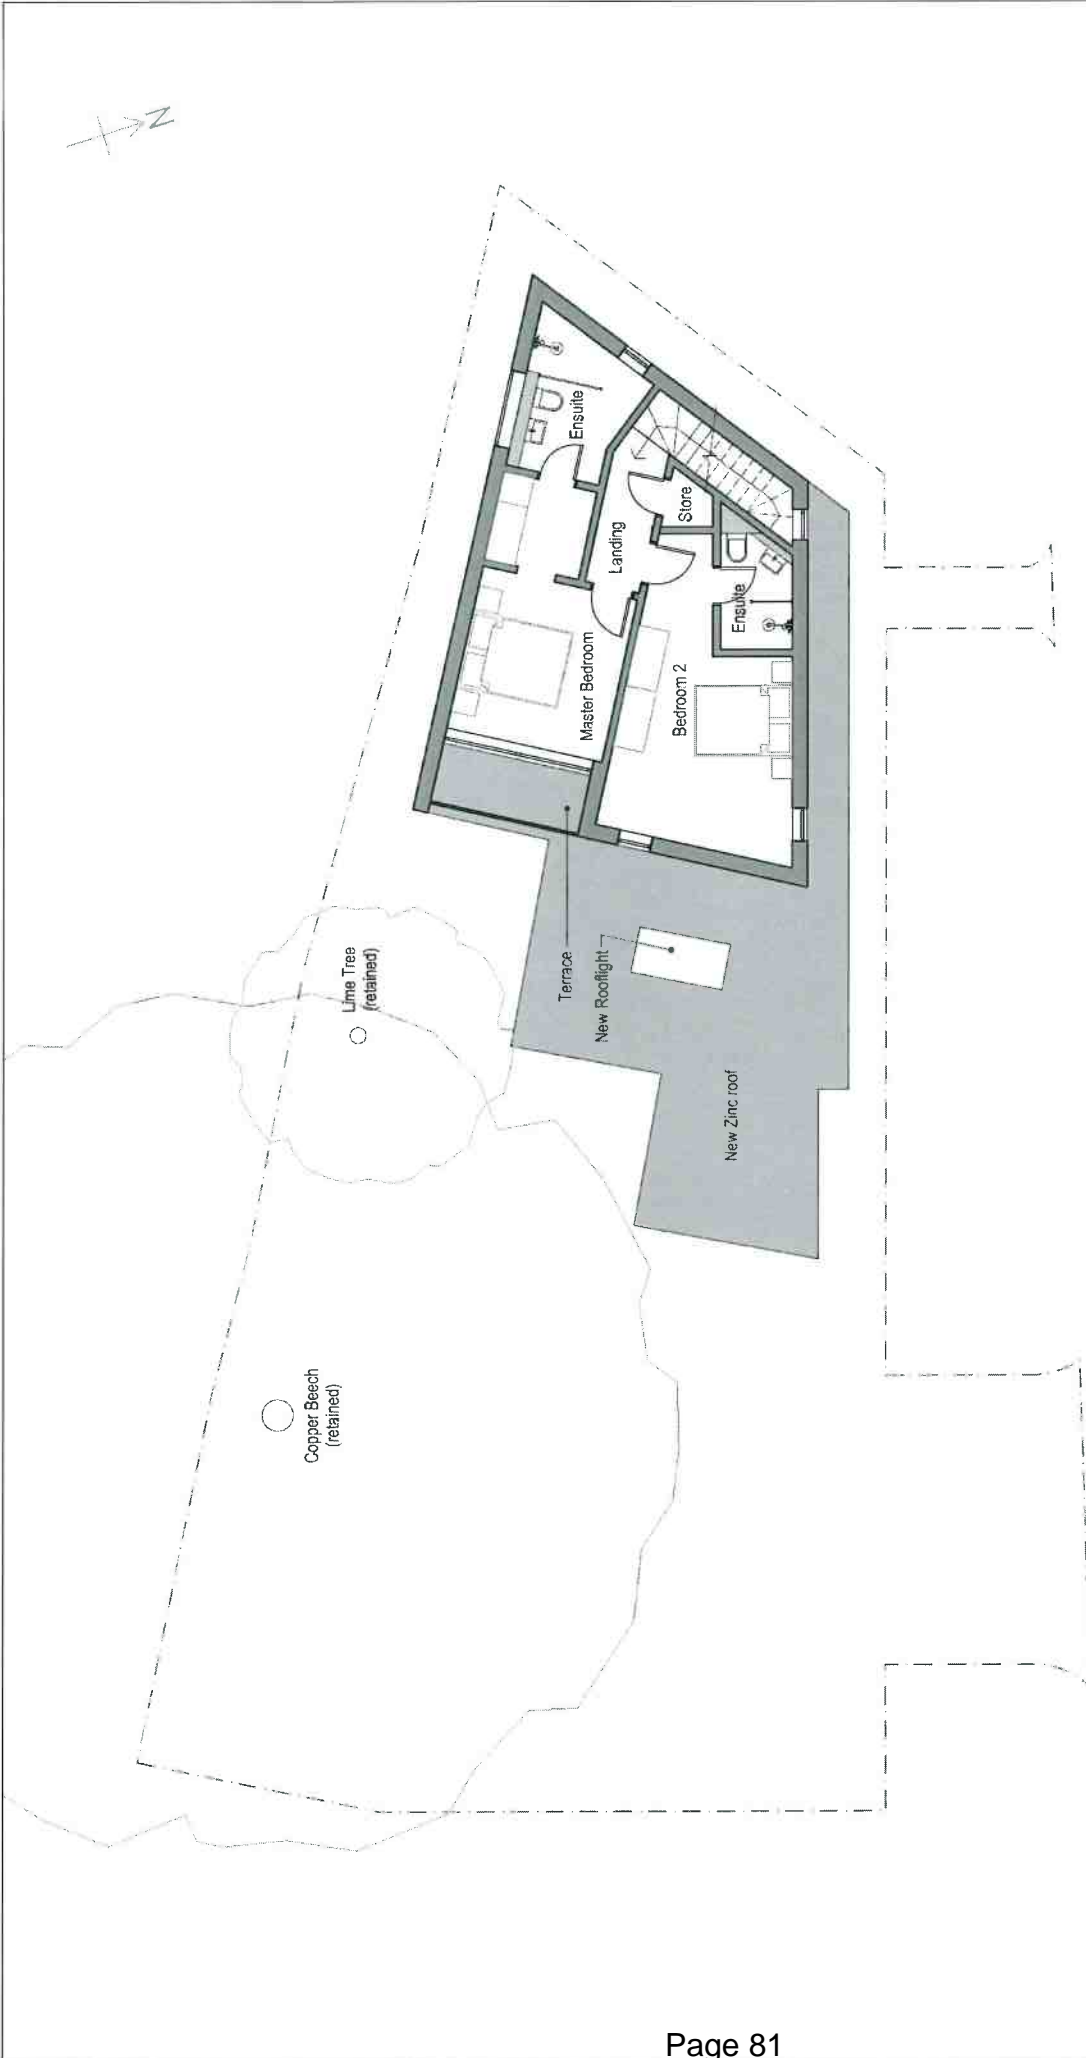 N
Ensuite
Landing
Store
Ensuite
Master Bedroom
Bedroom 2
Terrace
New Rooflight
New Zinc roof
Lime Tree
(retained)
Copper Beech
(retained)
Page 81